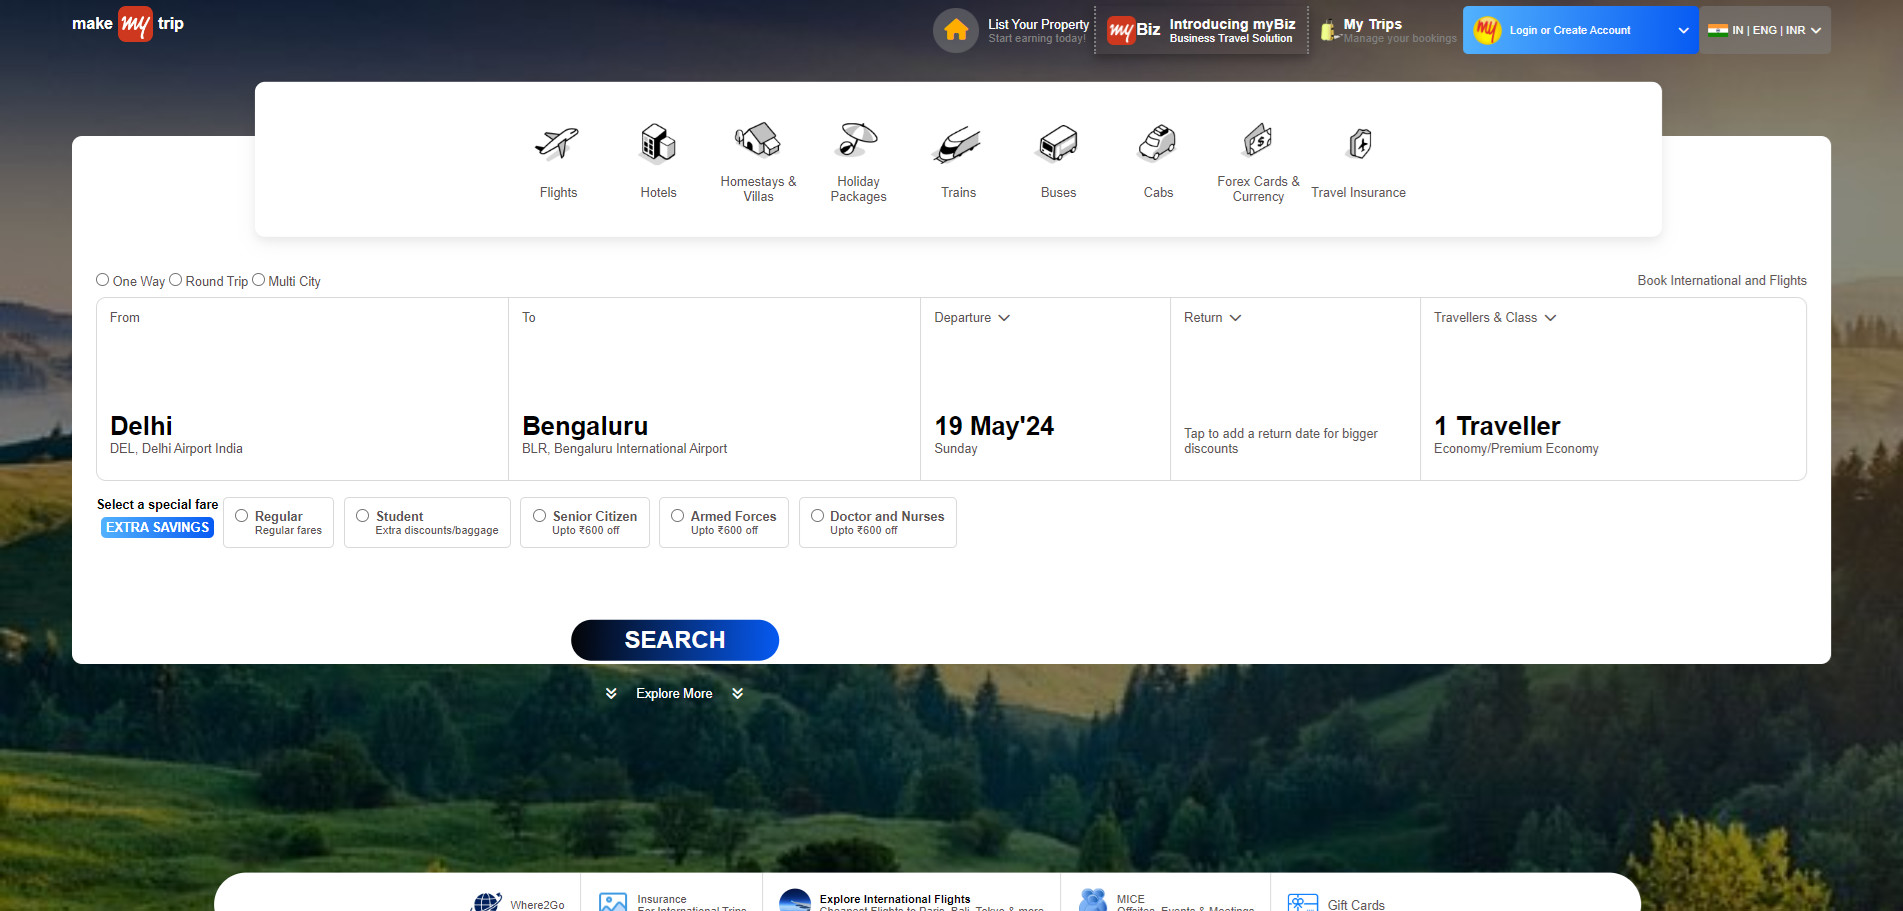 make my trip
List Your Property
Start earning today!
my Biz
Introducing myBiz
Business Travel Solution
My Trips
Manage your bookings
my
Login or Create Account
IN | ENG | INR
Flights
Hotels
Homestays &
Villas
Holiday
Packages
Trains
Buses
Cabs
Forex Cards &
Currency
Travel Insurance
One Way Round Trip Multi City
Book International and Flights
From
Delhi
DEL, Delhi Airport India
To
Bengaluru
BLR, Bengaluru International Airport
Departure
19 May'24
Sunday
Return
Tap to add a return date for bigger
discounts
Travellers & Class
1 Traveller
Economy/Premium Economy
Select a special fare
EXTRA SAVINGS
Regular
Regular fares
Student
Extra discounts/baggage
Senior Citizen
Upto ₹600 off
Armed Forces
Upto ₹600 off
Doctor and Nurses
Upto ₹600 off
SEARCH
Explore More
Where2Go
Insurance
For International Trips
Explore International Flights
Cheapest Flights to Paris, Bali, Tokyo & more
MICE
Offsites, Events & Meetings
Gift Cards